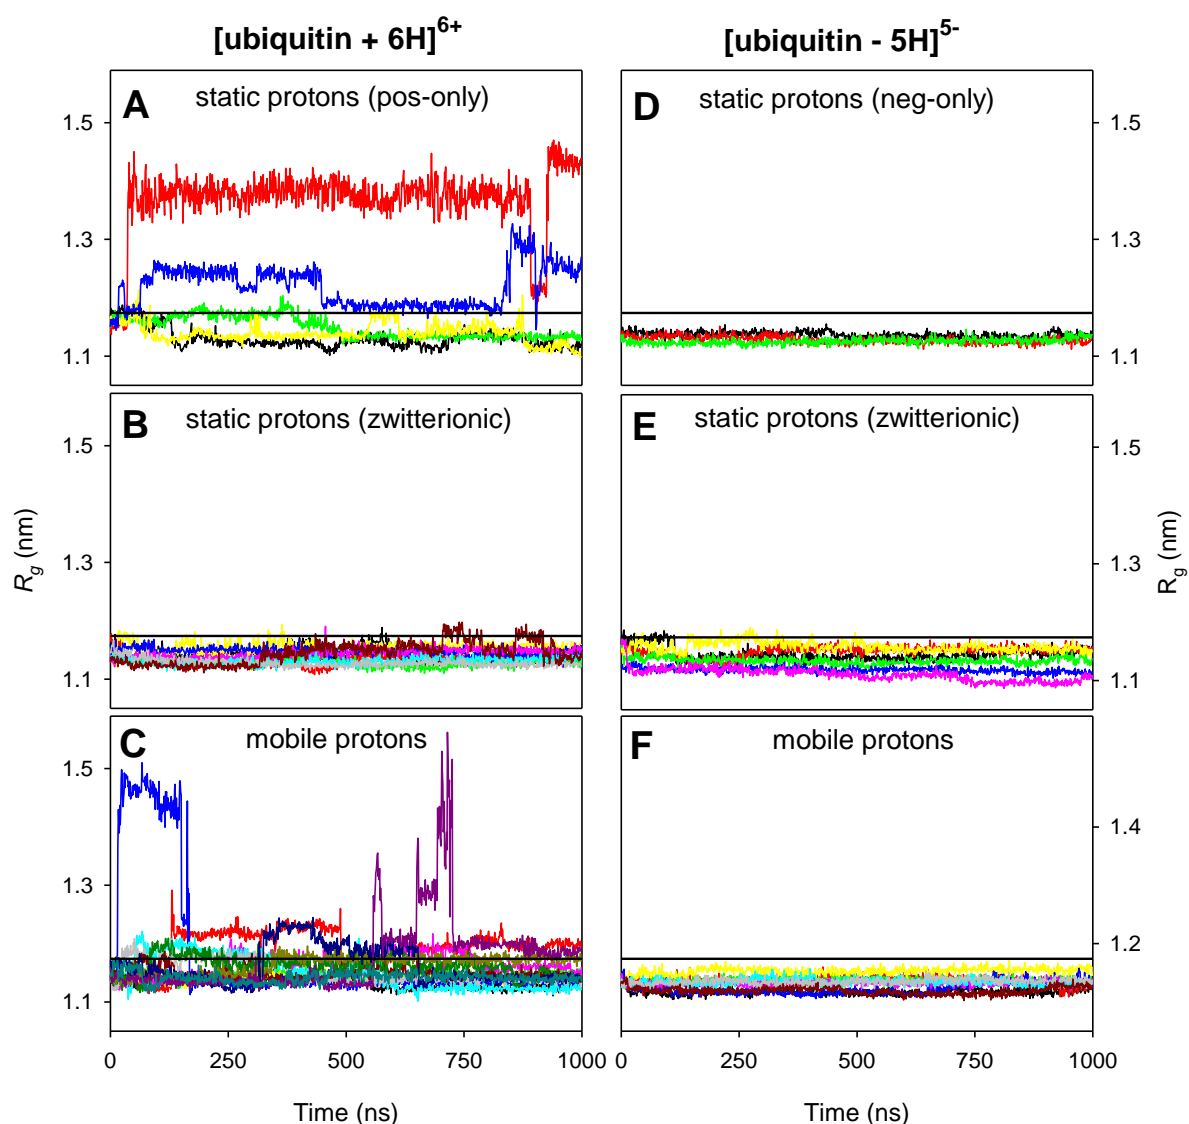 [ubiquitin + 6H]6+
[ubiquitin - 5H]5-
A static protons (pos-only)
1.5
1.3
1.1
D static protons (neg-only)
1.5
1.3
1.1
B static protons (zwitterionic)
1.5
1.3
1.1
E static protons (zwitterionic)
1.5
1.3
1.1
Rg (nm)
Rg (nm)
C mobile protons
1.5
1.3
1.1
F mobile protons
1.4
1.2
0 250 500 750 1000
0 250 500 750 1000
Time (ns)
Time (ns)